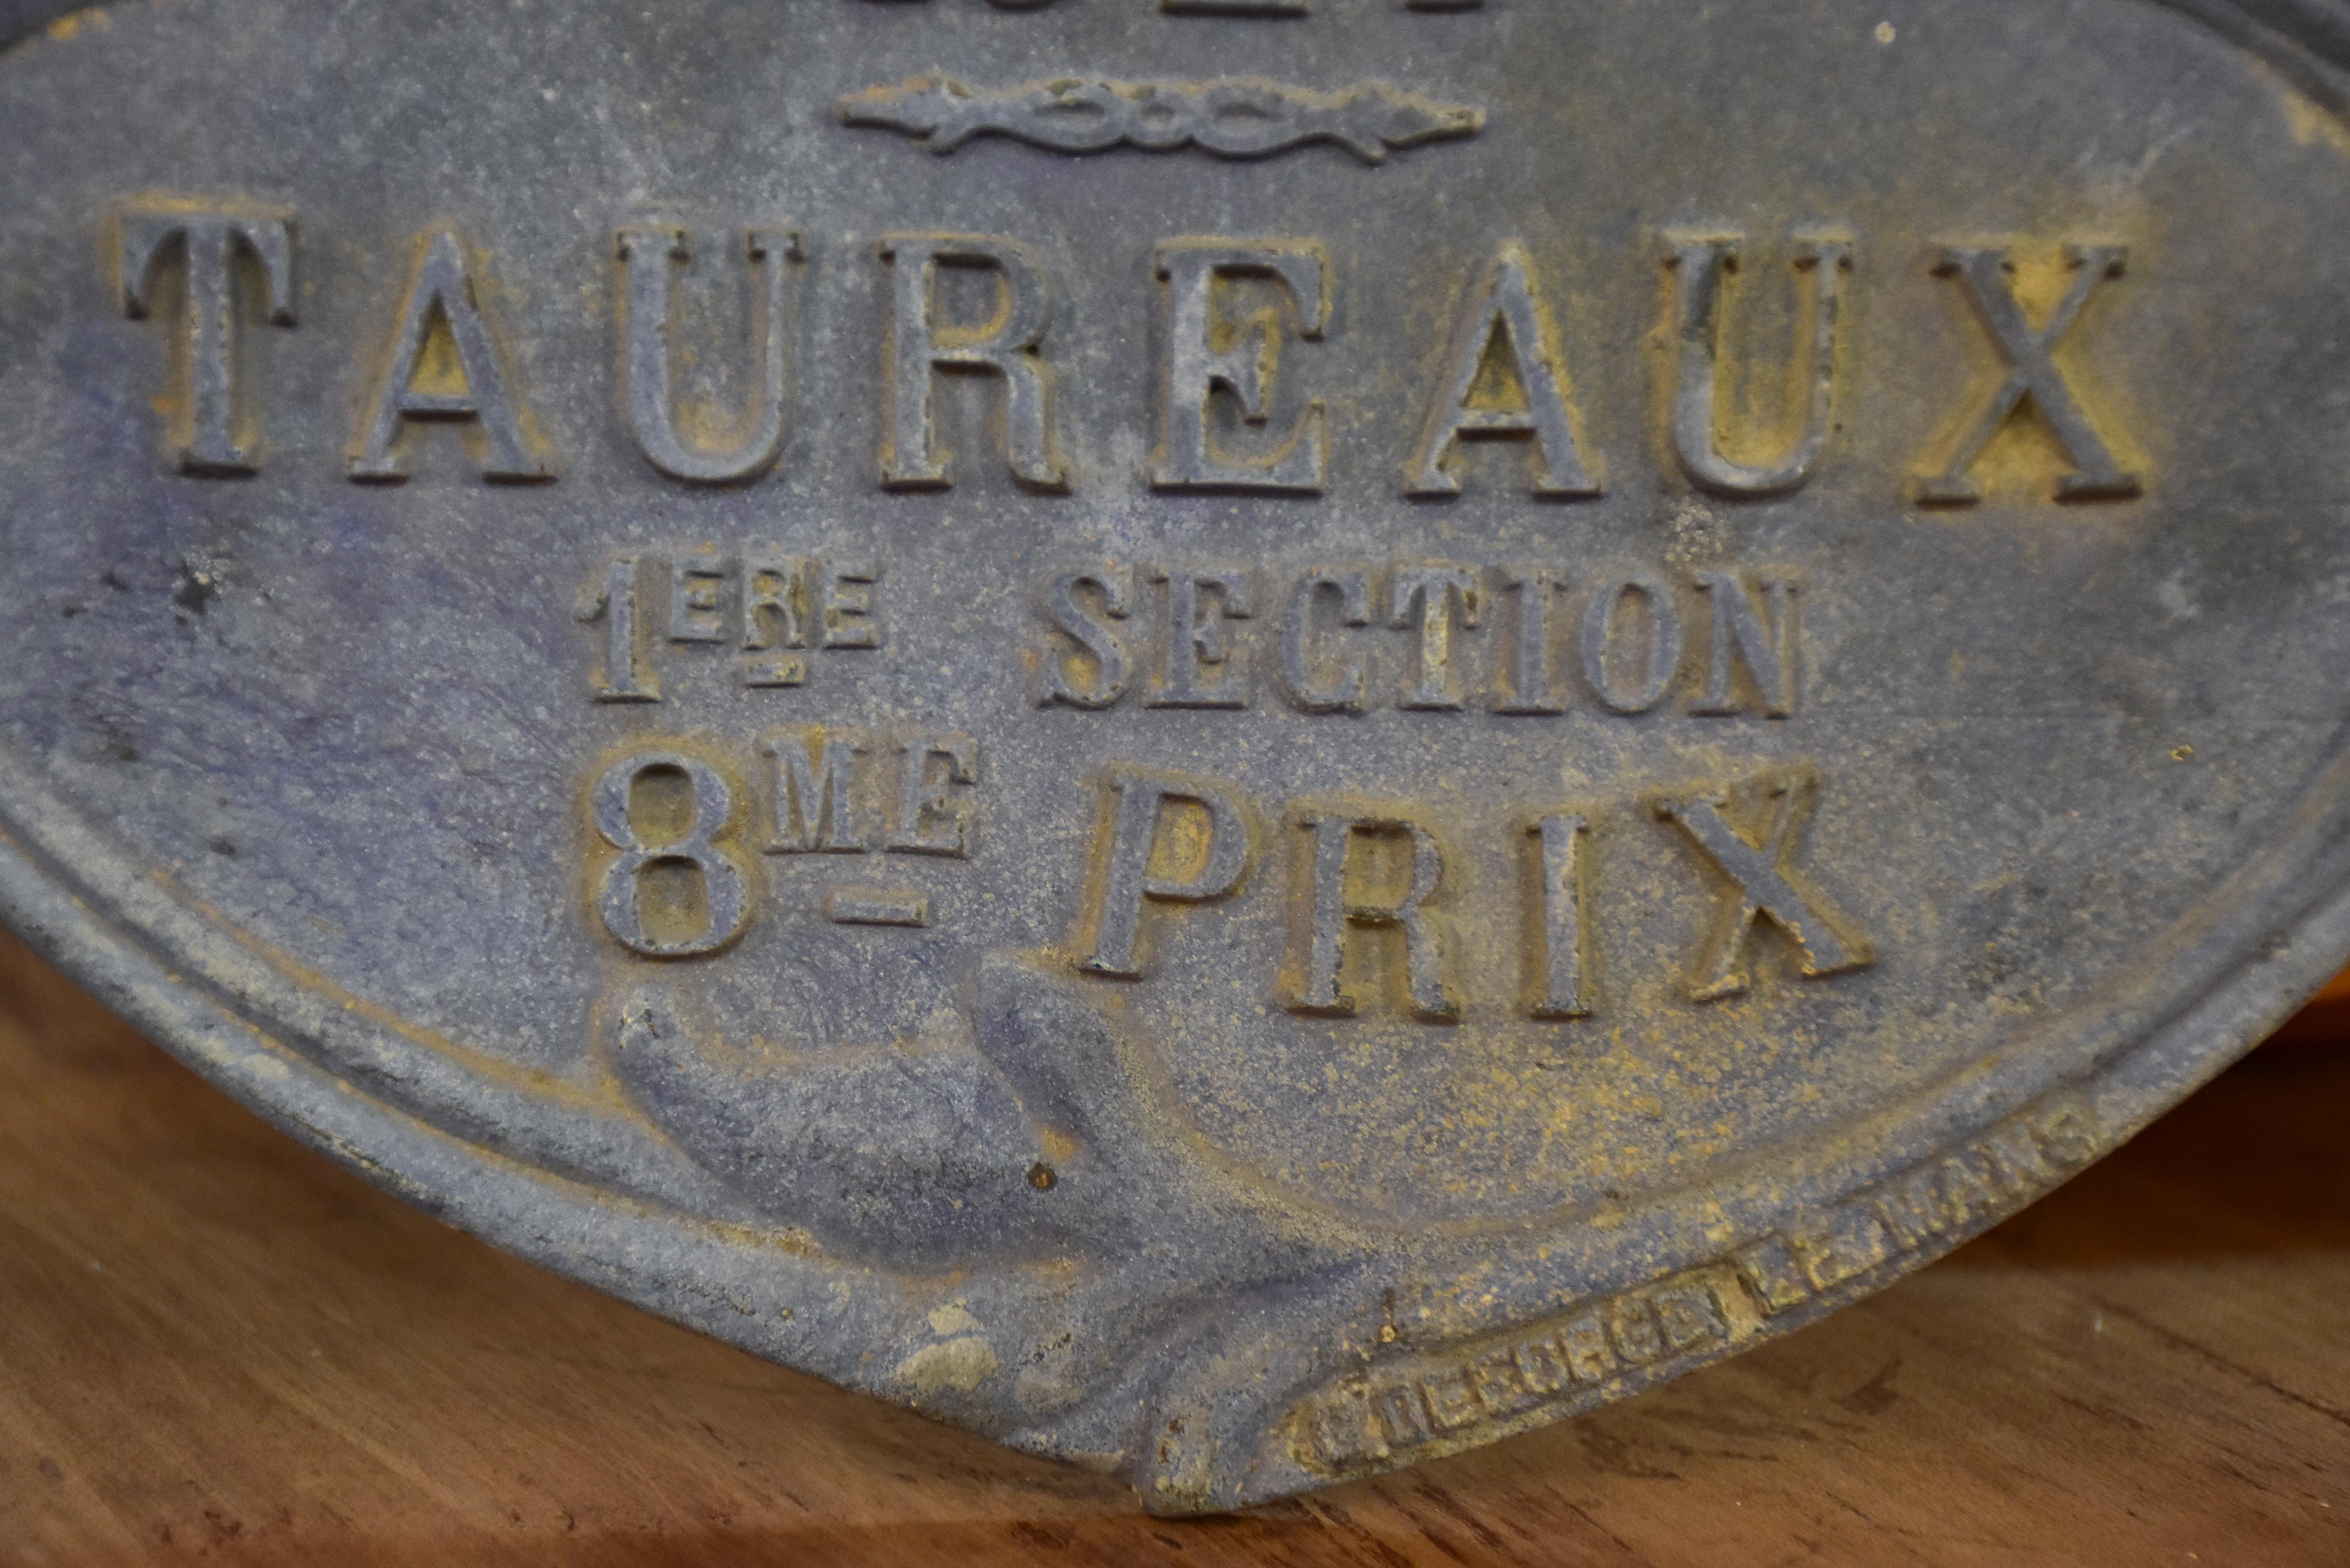 TAUREAUX
1ERE SECTION
8ME PRIX
LE MANS